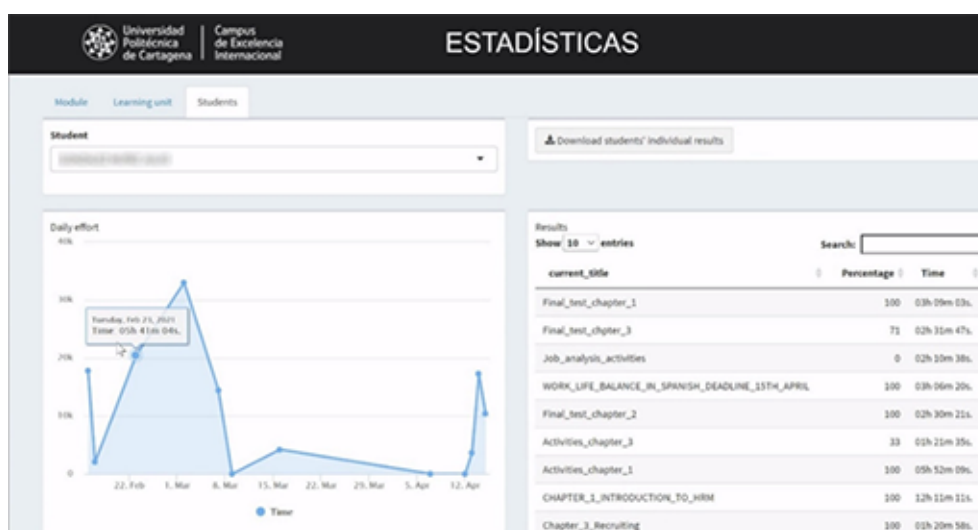 Universidad
Politécnica
de Cartagena
Campus
de Excelencia
Internacional
ESTADÍSTICAS
Module
Learning unit
Students
Student
Download students' individual results
Daily effort
40k
30k
20k
10k
0
Time: 05h 41m 04s.
22. Feb
1. Mar
8. Mar
15. Mar
22. Mar
29. Mar
5. Apr
12. Apr
Time
Results
Show 10 entries
Search:
current_title Percentage Time
Final_test_chapter_1 100 03h 09m 03s.
Final_test_chpter_3 71 02h 31m 47s.
Job_analysis_activities 0 02h 10m 38s.
WORK_LIFE_BALANCE_IN_SPANISH_DEADLINE_15TH_APRIL 100 03h 06m 20s.
Final_test_chapter_2 100 02h 30m 21s.
Activities_chapter_3 33 01h 21m 35s.
Activities_chapter_1 100 05h 52m 09s.
CHAPTER_1_INTRODUCTION_TO_HRM 100 12h 11m 11s.
Chapter_3_Recruiting 100 01h 20m 58s.